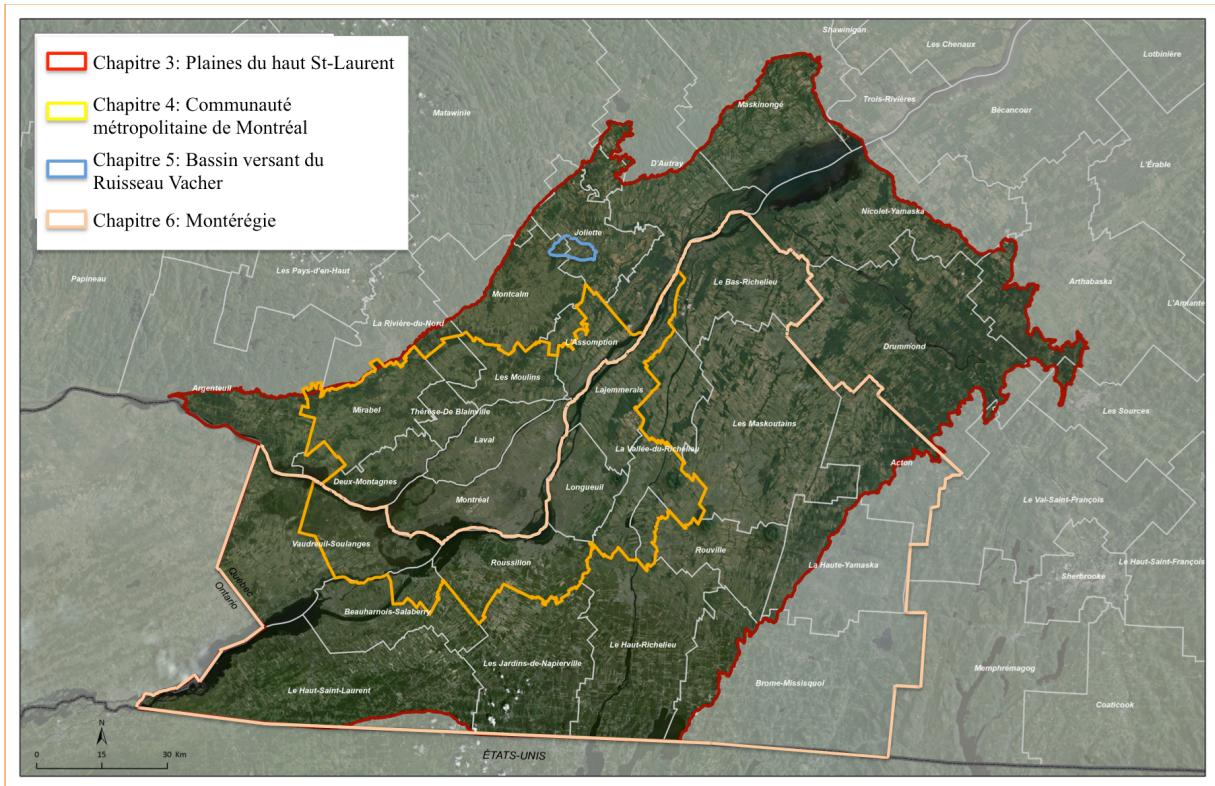 Chapitre 3: Plaines du haut St-Laurent
Chapitre 4: Communauté
métropolitaine de Montréal
Chapitre 5: Bassin versant du
Ruisseau Vacher
Chapitre 6: Montérégie
Shawinigan
Les Chenaux
Lotbinière
Maskinongé
Trois-Rivières
Bécancour
Matawinie
D'Autray
L'Érable
Nicolet-Yamaska
Joliette
Papineau
Les Pays-d'en-Haut
Le Bas-Richelieu
Arthabaska
Montcalm
L'Amiante
La Rivière-du-Nord
L'Assomption
Drummond
Les Moulins
Argenteuil
Lajemmerais
Mirabel
Thérèse-De Blainville
Les Sources
Les Maskoutains
Laval
La Vallée-du-Richelieu
Acton
Deux-Montagnes
Longueuil
Montréal
Le Val-Saint-François
Vaudreuil-Soulanges
Rouville
Roussillon
La Haute-Yamaska
Le Haut-Saint-François
Sherbrooke
Québec
Ontario
Beauharnois-Salaberry
Le Haut-Richelieu
Les Jardins-de-Napierville
Memphrémagog
Brome-Missisquoi
Le Haut-Saint-Laurent
Coaticook
N
0 15 30 Km
ÉTATS-UNIS